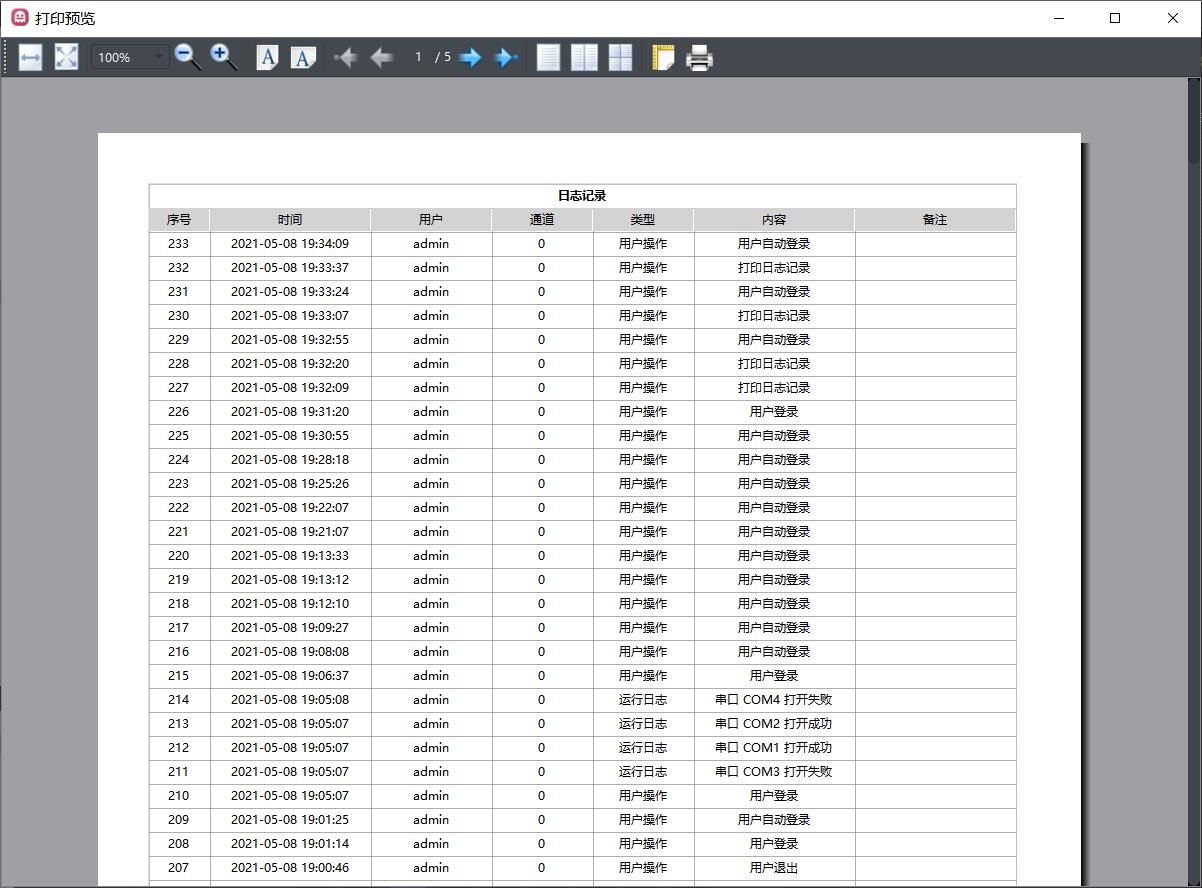 打印预览
100% 1 / 5
日志记录
序号 时间 用户 通道 类型 内容 备注
233 2021-05-08 19:34:09 admin 0 用户操作 用户自动登录
232 2021-05-08 19:33:37 admin 0 用户操作 打印日志记录
231 2021-05-08 19:33:24 admin 0 用户操作 用户自动登录
230 2021-05-08 19:33:07 admin 0 用户操作 打印日志记录
229 2021-05-08 19:32:55 admin 0 用户操作 用户自动登录
228 2021-05-08 19:32:20 admin 0 用户操作 打印日志记录
227 2021-05-08 19:32:09 admin 0 用户操作 打印日志记录
226 2021-05-08 19:31:20 admin 0 用户操作 用户登录
225 2021-05-08 19:30:55 admin 0 用户操作 用户自动登录
224 2021-05-08 19:28:18 admin 0 用户操作 用户自动登录
223 2021-05-08 19:25:26 admin 0 用户操作 用户自动登录
222 2021-05-08 19:22:07 admin 0 用户操作 用户自动登录
221 2021-05-08 19:21:07 admin 0 用户操作 用户自动登录
220 2021-05-08 19:13:33 admin 0 用户操作 用户自动登录
219 2021-05-08 19:13:12 admin 0 用户操作 用户自动登录
218 2021-05-08 19:12:10 admin 0 用户操作 用户自动登录
217 2021-05-08 19:09:27 admin 0 用户操作 用户自动登录
216 2021-05-08 19:08:08 admin 0 用户操作 用户自动登录
215 2021-05-08 19:06:37 admin 0 用户操作 用户登录
214 2021-05-08 19:05:08 admin 0 运行日志 串口 COM4 打开失败
213 2021-05-08 19:05:07 admin 0 运行日志 串口 COM2 打开成功
212 2021-05-08 19:05:07 admin 0 运行日志 串口 COM1 打开成功
211 2021-05-08 19:05:07 admin 0 运行日志 串口 COM3 打开失败
210 2021-05-08 19:05:07 admin 0 用户操作 用户登录
209 2021-05-08 19:01:25 admin 0 用户操作 用户自动登录
208 2021-05-08 19:01:14 admin 0 用户操作 用户登录
207 2021-05-08 19:00:46 admin 0 用户操作 用户退出